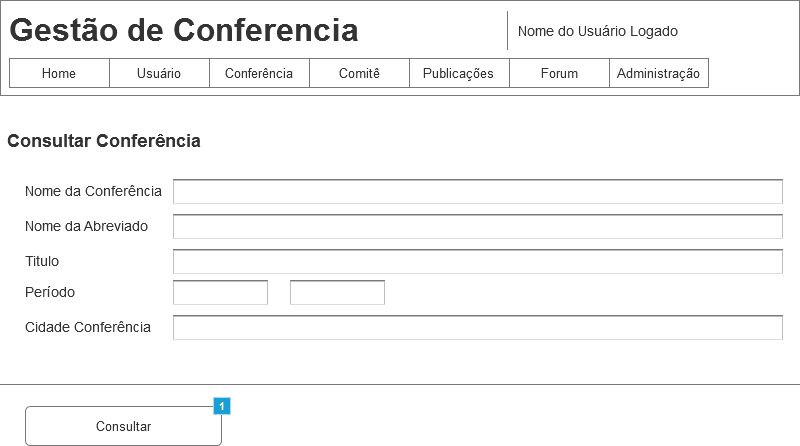 Gestão de Conferencia
Nome do Usuário Logado
Home Usuário Conferência Comitê Publicações Forum Administração
Consultar Conferência
Nome da Conferência
Nome da Abreviado
Titulo
Período
Cidade Conferência
1
Consultar